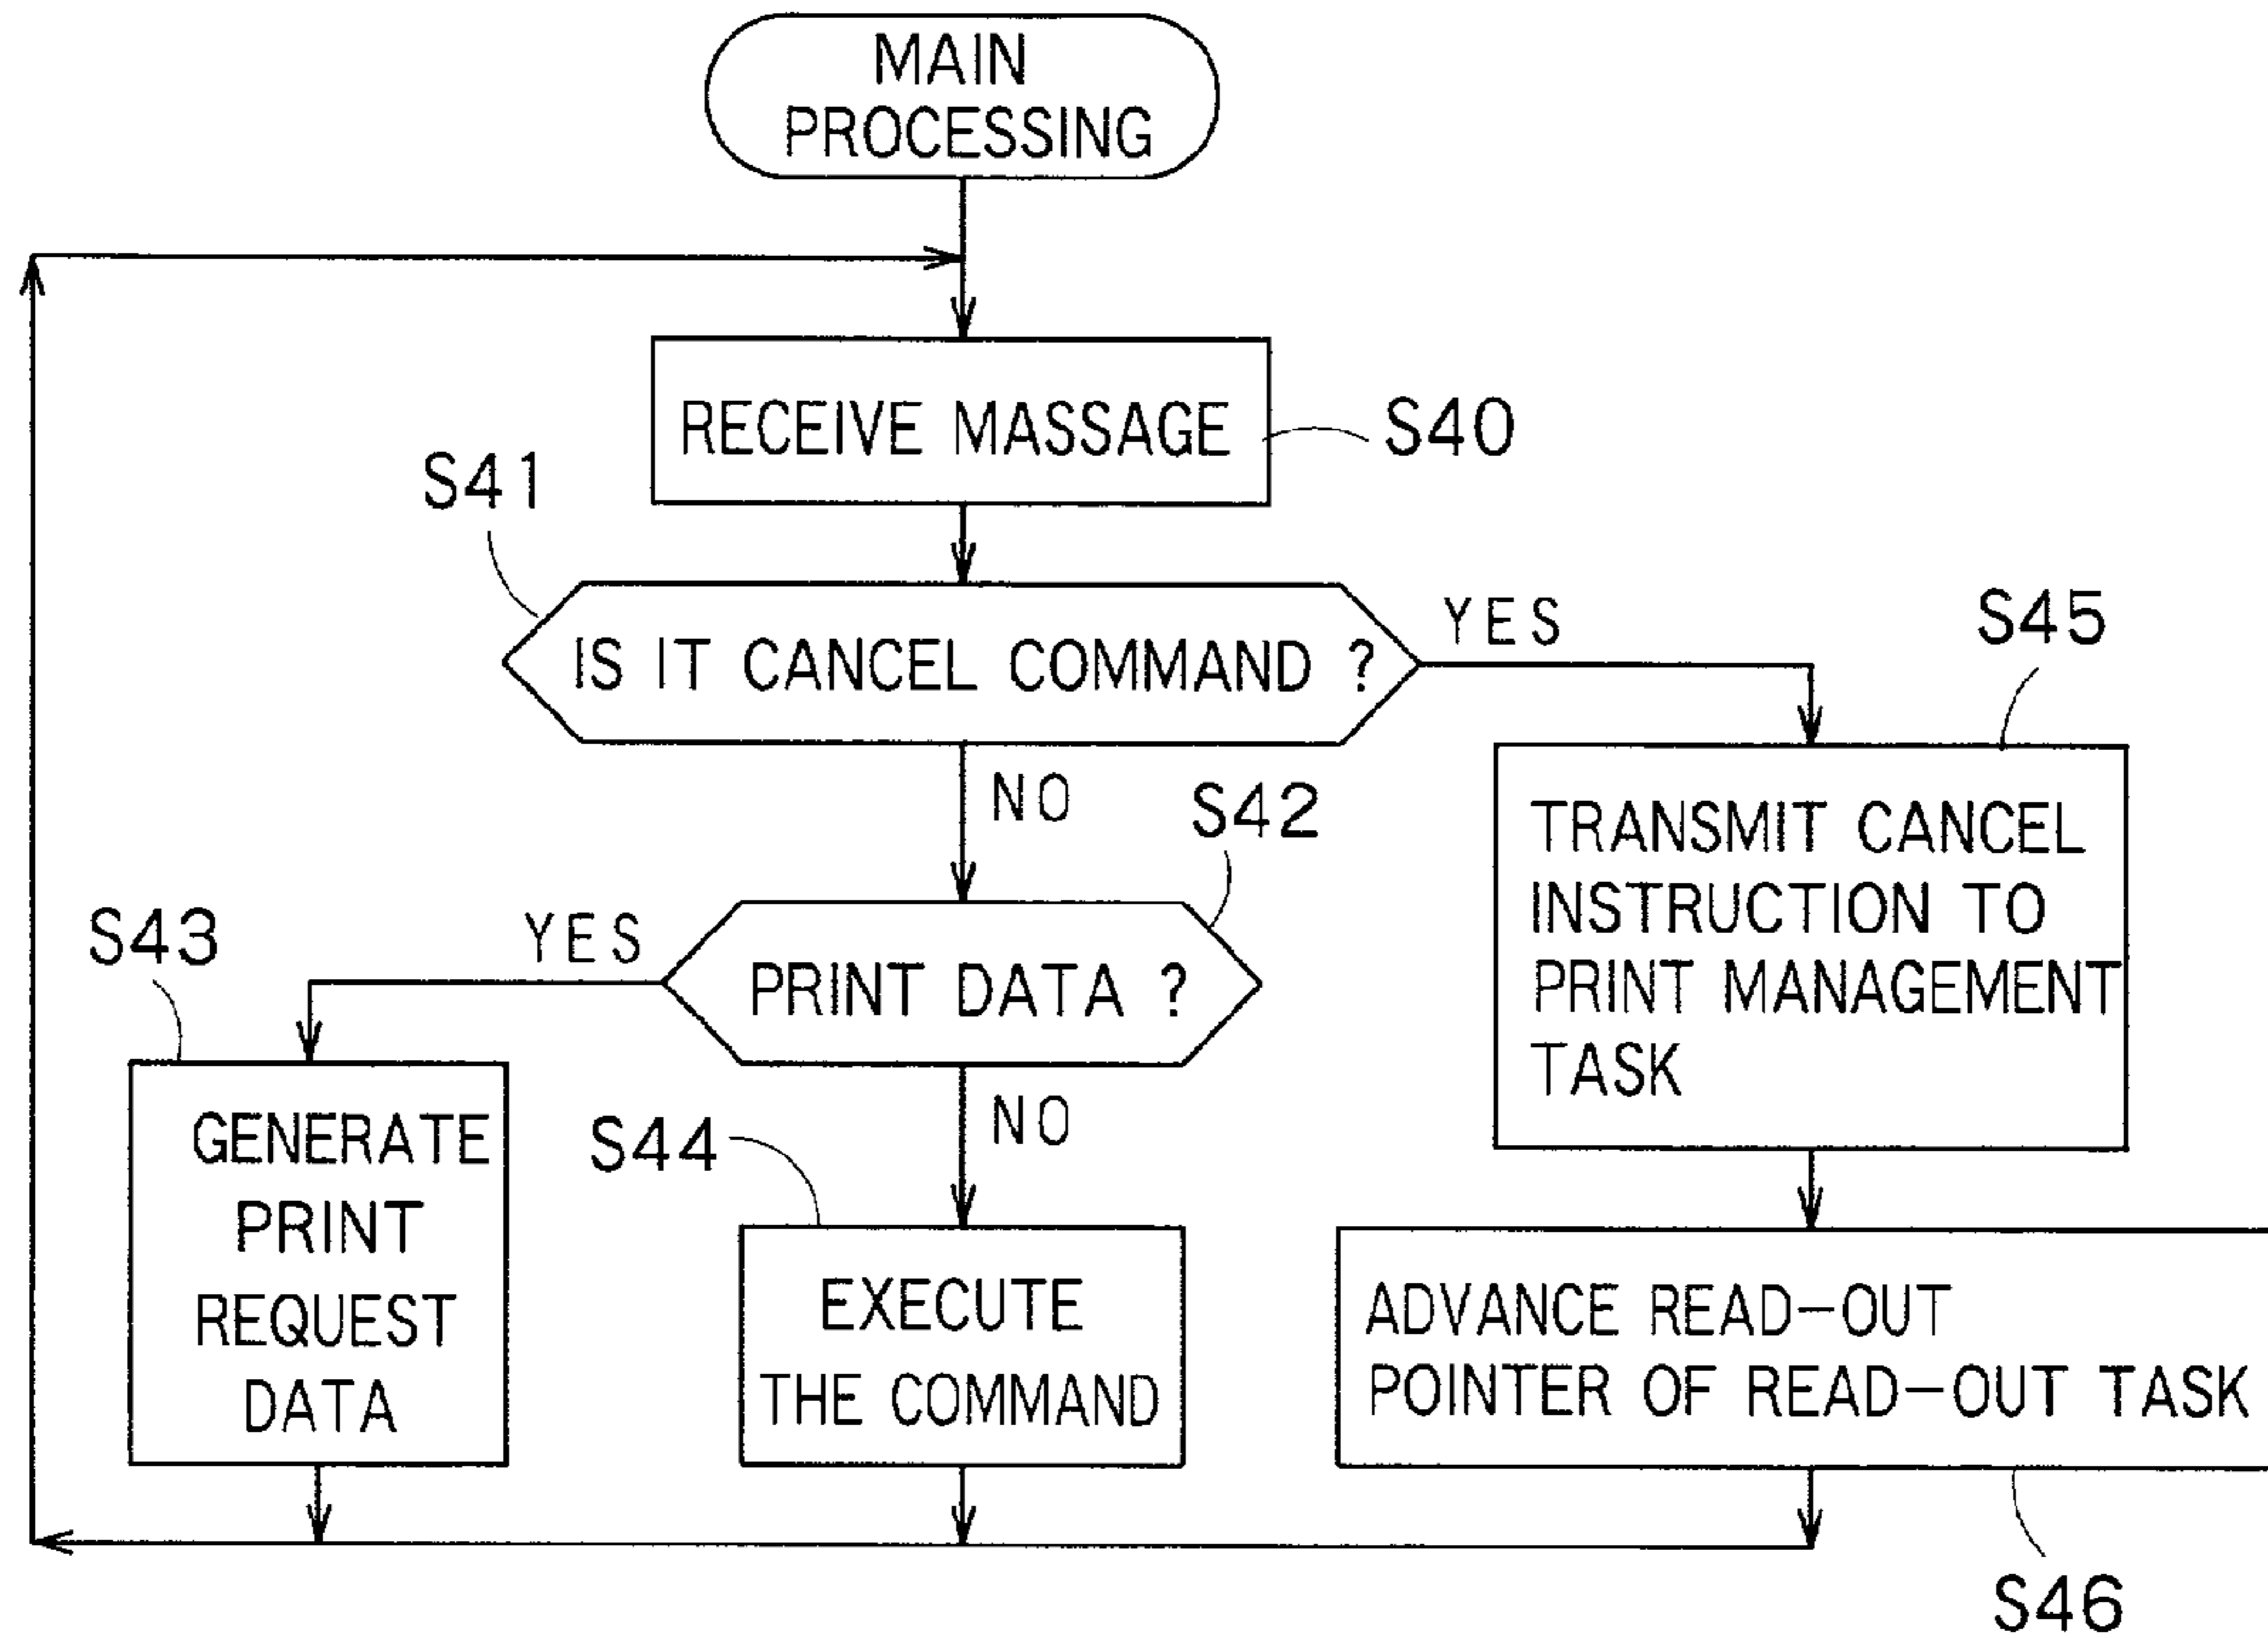 MAIN
PROCESSING
RECEIVE MASSAGE
S40
S41
IS IT CANCEL COMMAND ?
YES
S45
NO
S42
TRANSMIT CANCEL
INSTRUCTION TO
PRINT MANAGEMENT
TASK
S43
YES
PRINT DATA ?
NO
S44
GENERATE
PRINT
REQUEST
DATA
EXECUTE
THE COMMAND
ADVANCE READ-OUT
POINTER OF READ-OUT TASK
S46